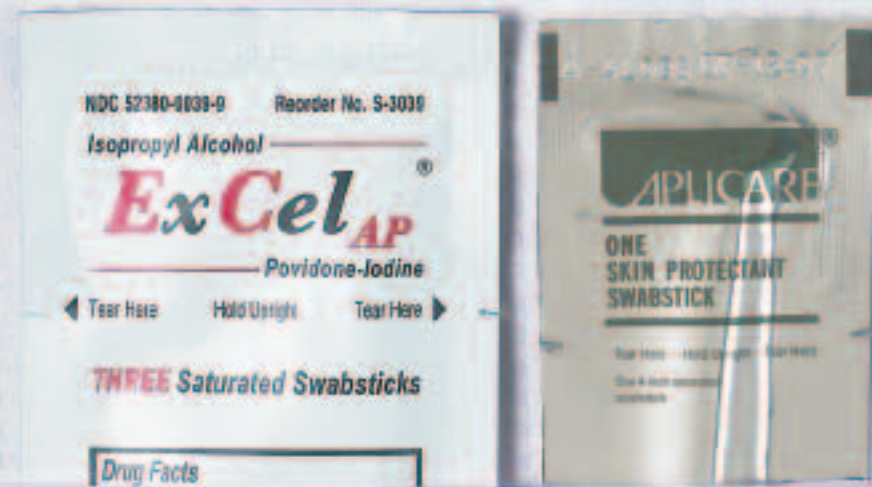 NDC 52380-0039-9 Reorder No. S-3039
Isopropyl Alcohol
ExCel AP ®
Povidone-Iodine
Tear Here Hold Upright Tear Here
THREE Saturated Swabsticks
Drug Facts
APLICARE ®
ONE
SKIN PROTECTANT
SWABSTICK
Tear Here Hold Upright Tear Here